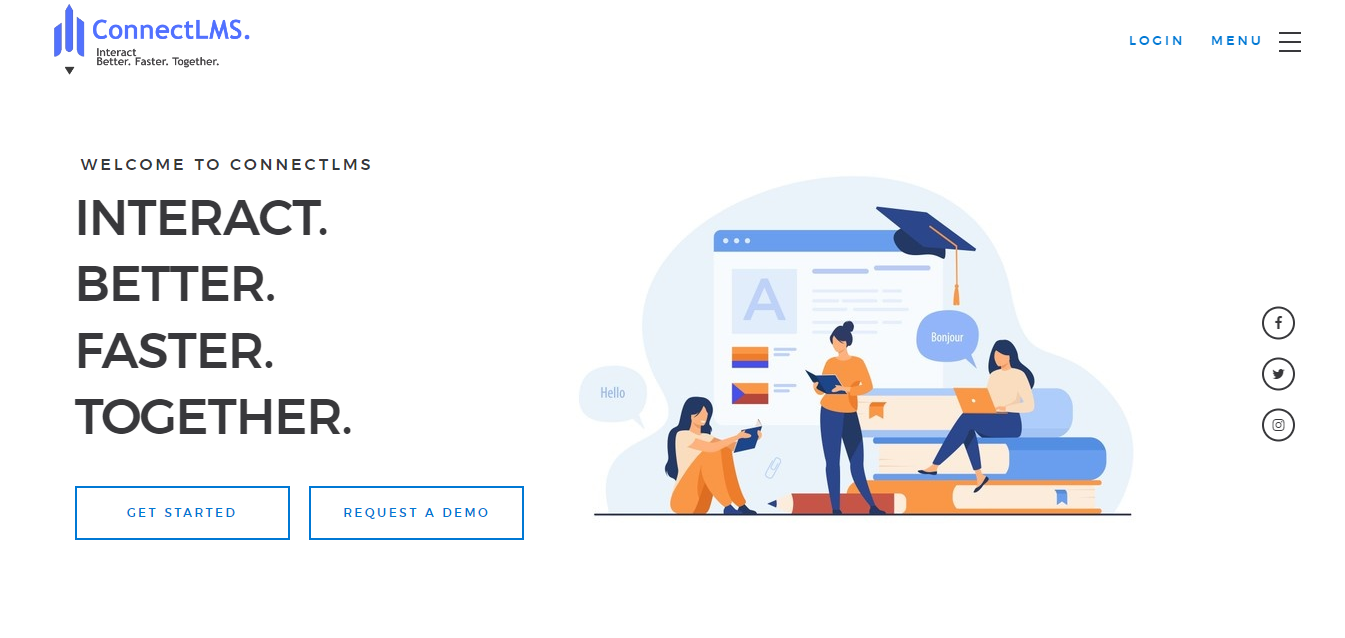 ConnectLMS.
Interact
Better. Faster. Together.
LOGIN MENU
WELCOME TO CONNECTLMS
INTERACT.
BETTER.
FASTER.
TOGETHER.
A
Bonjour
Hello
GET STARTED
REQUEST A DEMO